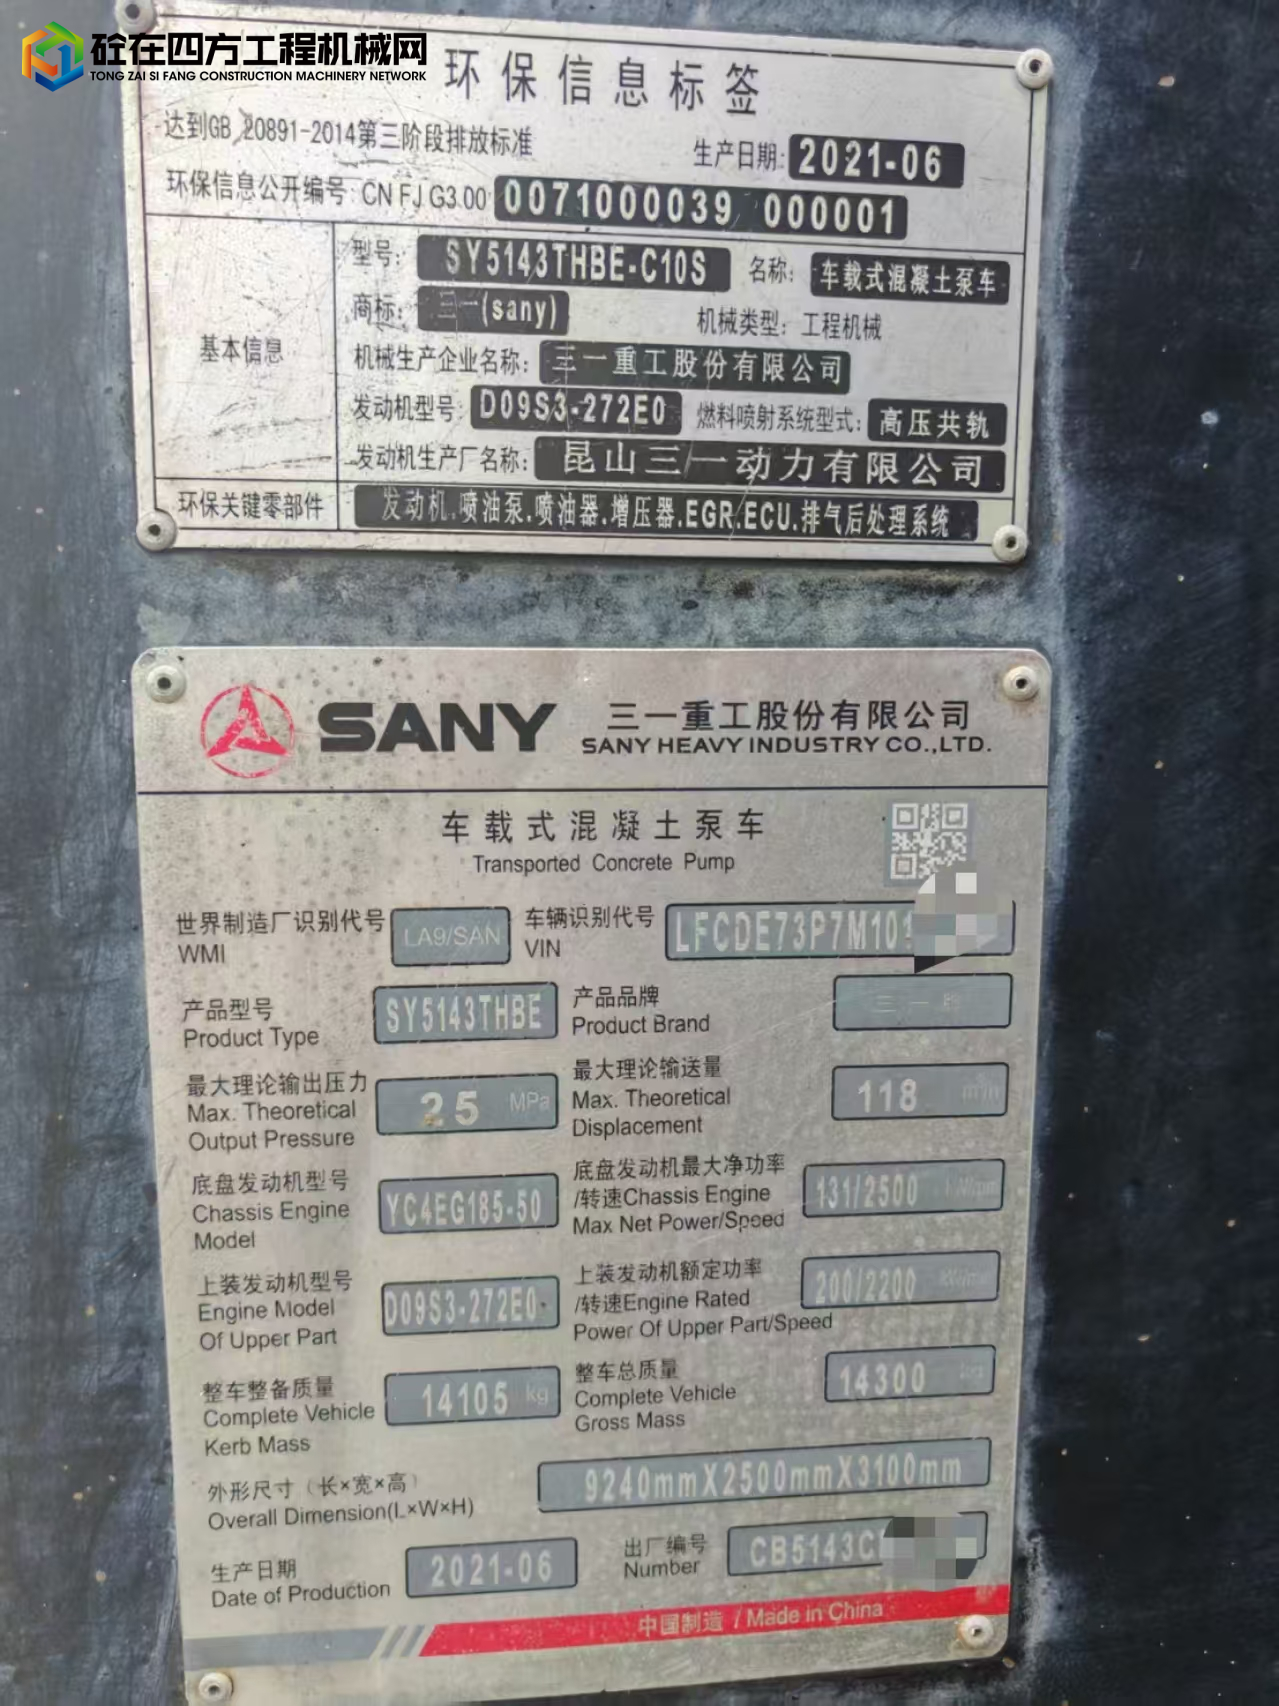 砼在四方工程机械网
TONG ZAI SI FANG CONSTRUCTION MACHINERY NETWORK
环保信息标签
达到GB 20891-2014第三阶段排放标准
生产日期: 2021-06
环保信息公开编号: CN FJ G3.00 0071000039 000001
基本信息
型号: SY5143THBE-C10S 名称: 车载式混凝土泵车
商标: 三一(sany) 机械类型: 工程机械
机械生产企业名称: 三一重工股份有限公司
发动机型号: D09S3-272E0 燃料喷射系统型式: 高压共轨
发动机生产厂名称: 昆山三一动力有限公司
环保关键零部件 发动机.喷油泵.喷油器.增压器.EGR.ECU.排气后处理系统
SANY 三一重工股份有限公司
SANY HEAVY INDUSTRY CO.,LTD.
车载式混凝土泵车
Transported Concrete Pump
世界制造厂识别代号 WMI LA9/SAN 车辆识别代号 VIN LFCDE73P7M101
产品型号 Product Type SY5143THBE 产品品牌 Product Brand
最大理论输出压力 Max. Theoretical Output Pressure 25 MPa 最大理论输送量 Max. Theoretical Displacement 118
底盘发动机型号 Chassis Engine Model YC4EG185-50 底盘发动机最大净功率/转速Chassis Engine Max Net Power/Speed 131/2500
上装发动机型号 Engine Model Of Upper Part D09S3-272E0 上装发动机额定功率/转速Engine Rated Power Of Upper Part/Speed 200/2200
整车整备质量 Complete Vehicle Kerb Mass 14105 kg 整车总质量 Complete Vehicle Gross Mass 14300
外形尺寸（长×宽×高） Overall Dimension(L×W×H) 9240mmX2500mmX3100mm
生产日期 Date of Production 2021-06 出厂编号 Number CB5143C
中国制造 / Made in China